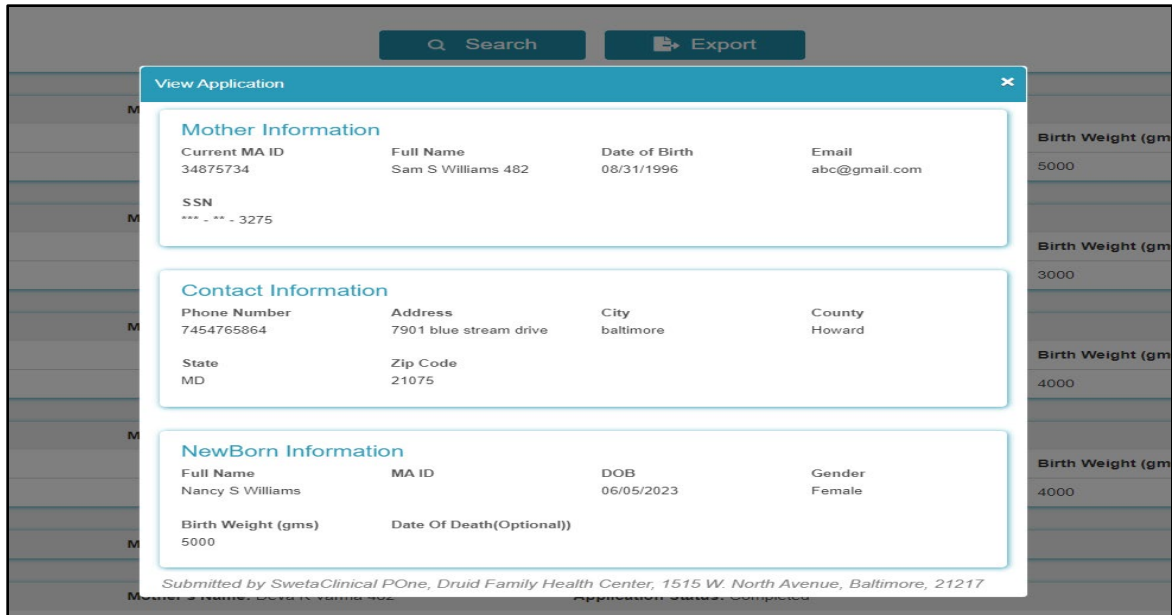 Search Export
View Application
Mother Information
Current MA ID Full Name Date of Birth Email
34875734 Sam S Williams 482 08/31/1996 abc@gmail.com
SSN
*** - ** - 3275
Contact Information
Phone Number Address City County
7454765864 7901 blue stream drive baltimore Howard
State Zip Code
MD 21075
NewBorn Information
Full Name MA ID DOB Gender
Nancy S Williams 06/05/2023 Female
Birth Weight (gms) Date Of Death(Optional))
5000
Submitted by SwetaClinical POne, Druid Family Health Center, 1515 W. North Avenue, Baltimore, 21217
Birth Weight (gm
5000
Birth Weight (gm
3000
Birth Weight (gm
4000
Birth Weight (gm
4000